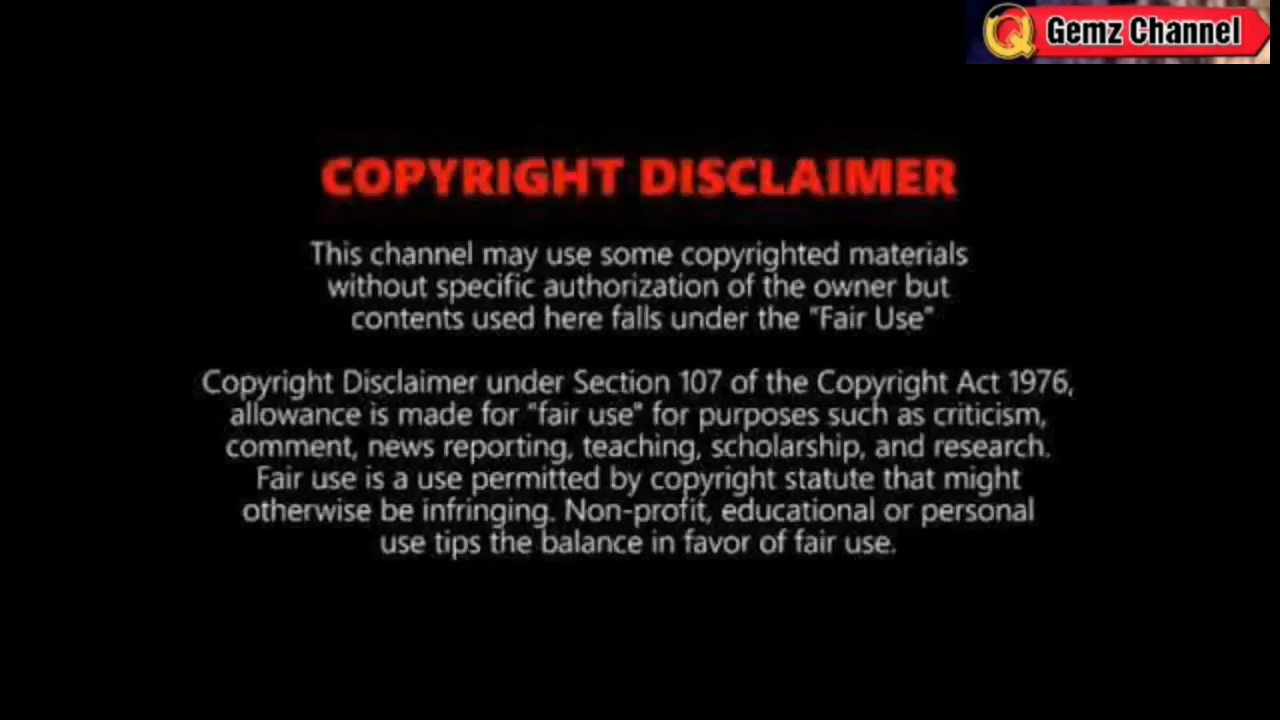 Gemz Channel
COPYRIGHT DISCLAIMER
This channel may use some copyrighted materials
without specific authorization of the owner but
contents used here falls under the "Fair Use"
Copyright Disclaimer under Section 107 of the Copyright Act 1976,
allowance is made for "fair use" for purposes such as criticism,
comment, news reporting, teaching, scholarship, and research.
Fair use is a use permitted by copyright statute that might
otherwise be infringing. Non-profit, educational or personal
use tips the balance in favor of fair use.